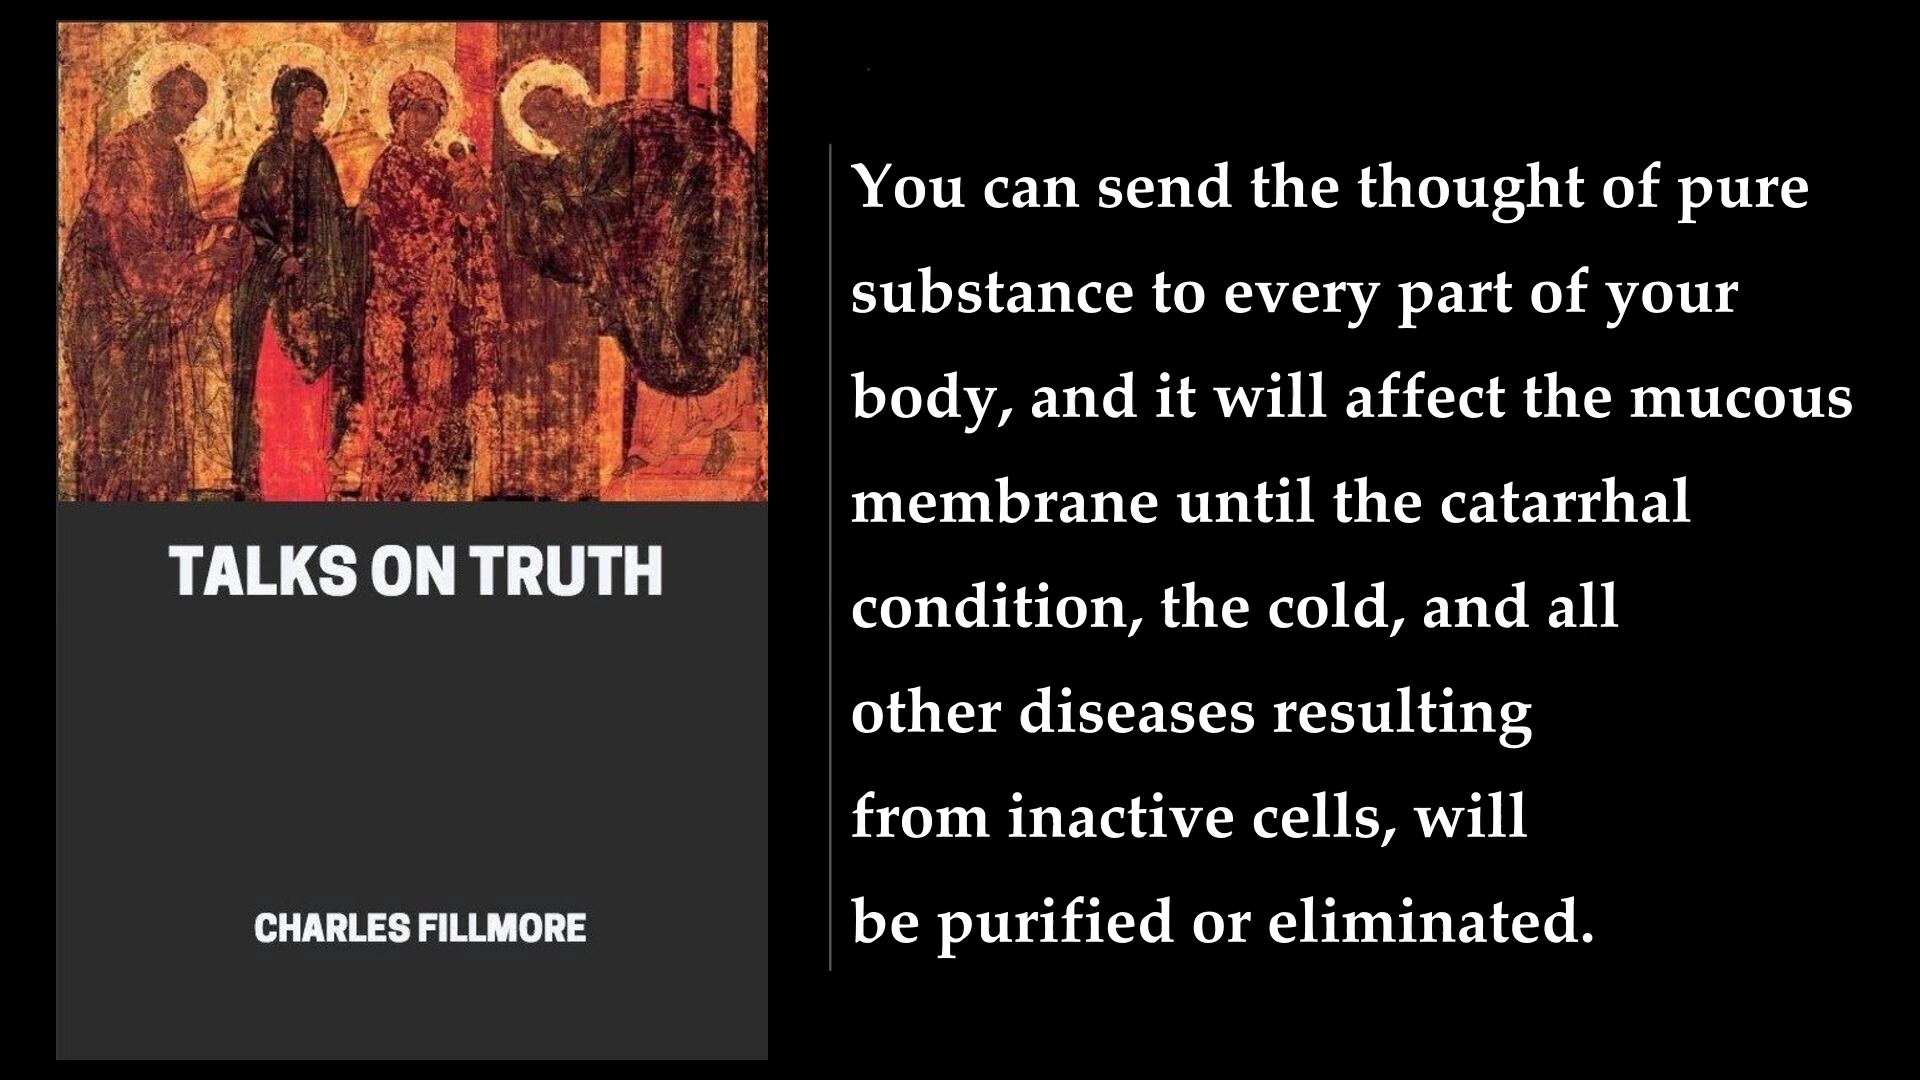 TALKS ON TRUTH
CHARLES FILLMORE
You can send the thought of pure
substance to every part of your
body, and it will affect the mucous
membrane until the catarrhal
condition, the cold, and all
other diseases resulting
from inactive cells, will
be purified or eliminated.